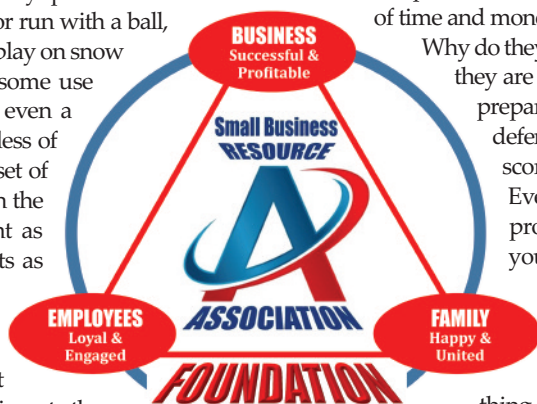 or run with a ball,
play on snow
some use
even a
less of
set of
n the
nt as
ts as
of time and mone
Why do they
they are
prepar
defer
scor
Eve
pro
you
BUSINESS
Successful &
Profitable
Small Business
RESOURCE
A
ASSOCIATION
EMPLOYEES
Loyal &
Engaged
FAMILY
Happy &
United
FOUNDATION
thing